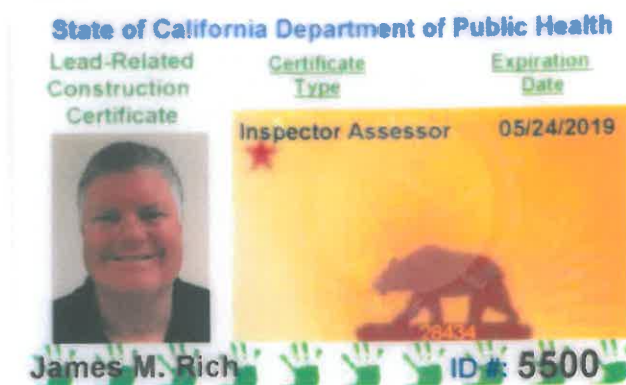 State of California Department of Public Health
Lead-Related
Construction
Certificate
Certificate
Type
Expiration
Date
Inspector Assessor 05/24/2019
28434
James M. Rich ID #: 5500